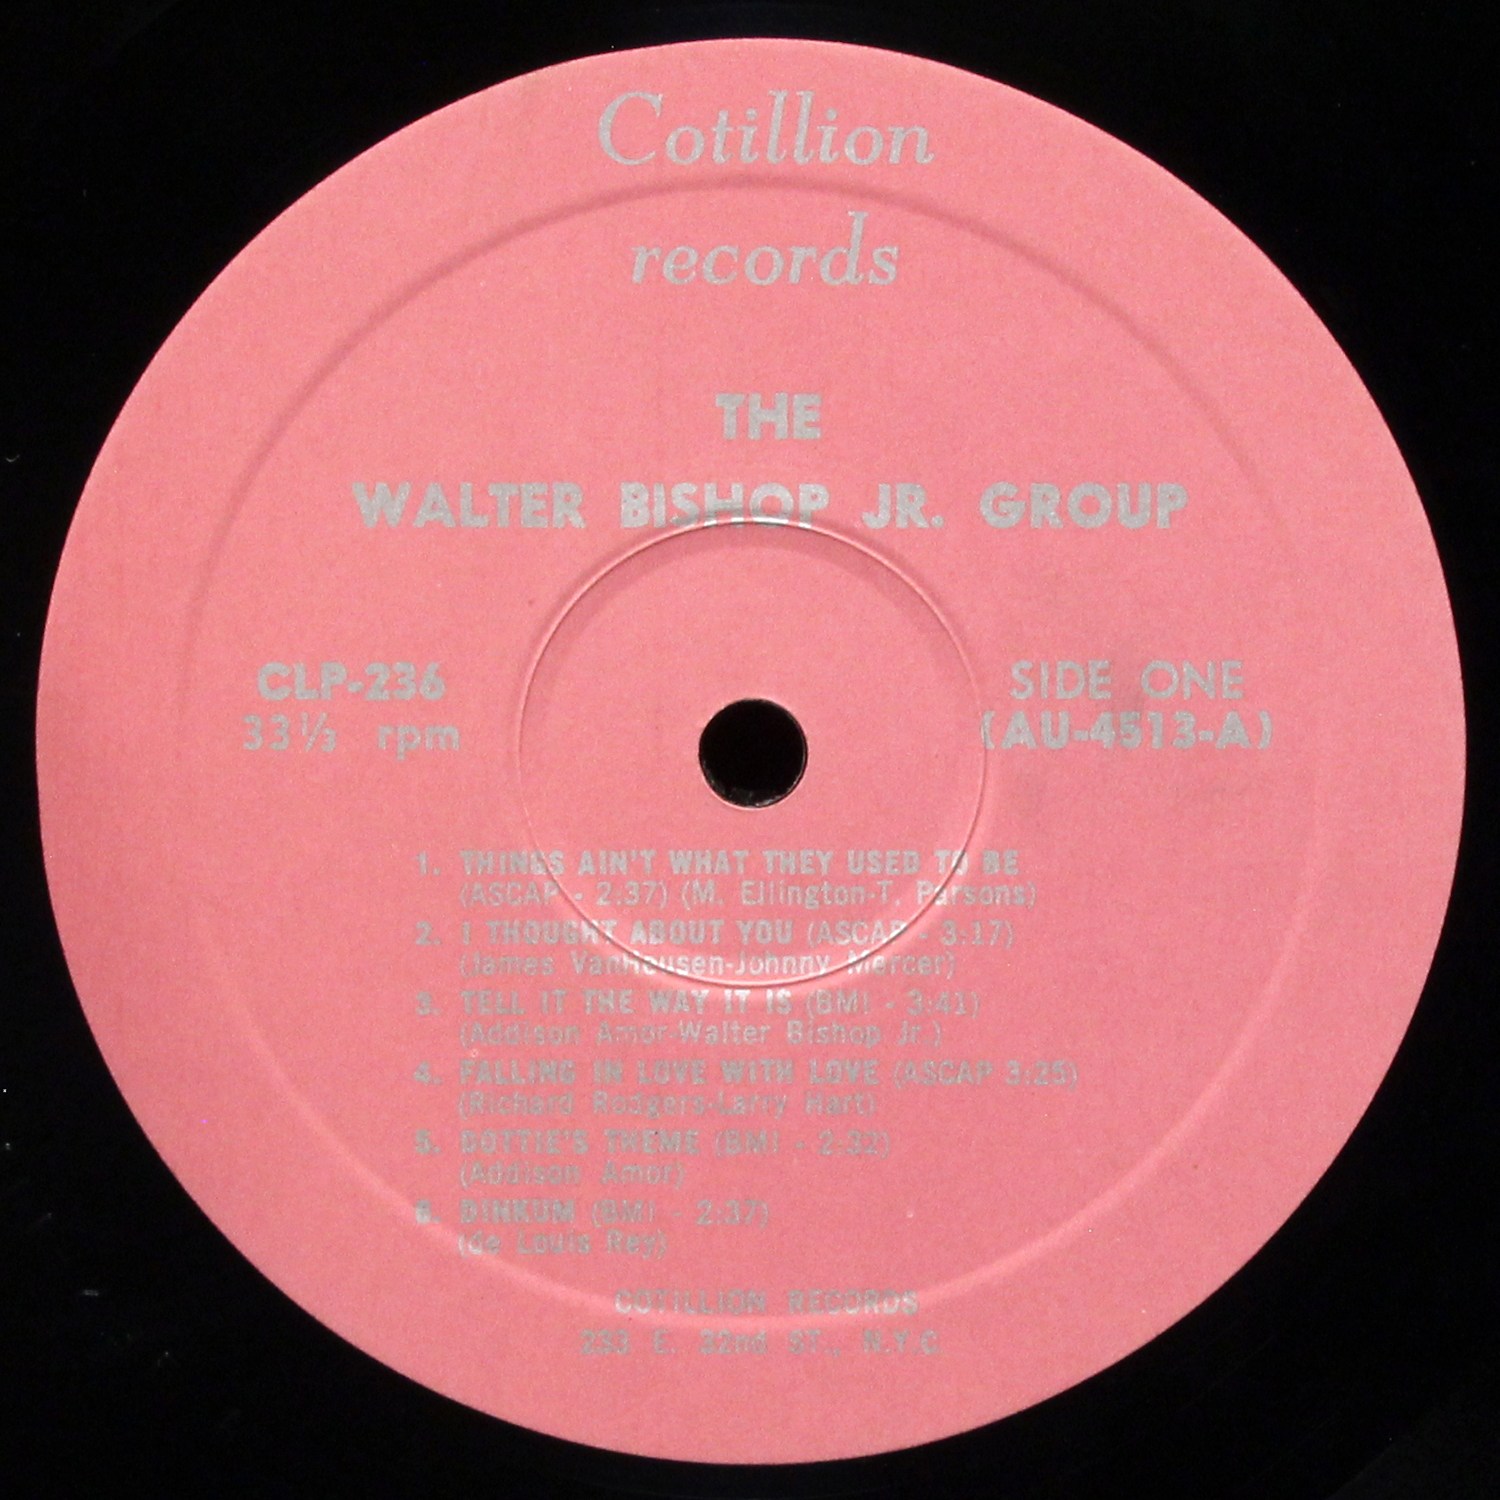 Cotillion
records
THE
WALTER BISHOP JR. GROUP
CLP-236
33⅓ rpm
SIDE ONE
(AU-4513-A)
1. THINGS AIN'T WHAT THEY USED TO BE
(ASCAP - 2:37) (M. Ellington-T. Parsons)
2. I THOUGHT ABOUT YOU (ASCAP - 3:17)
(James VanHeusen-Johnny Mercer)
3. TELL IT THE WAY IT IS (BMI - 3:41)
(Addison Amor-Walter Bishop Jr.)
4. FALLING IN LOVE WITH LOVE (ASCAP 3:25)
(Richard Rodgers-Larry Hart)
5. DOTTIE'S THEME (BMI - 2:32)
(Addison Amor)
6. DINKUM (BMI - 2:37)
(de Louis Rey)
COTILLION RECORDS
233 E. 32nd ST., N.Y.C.